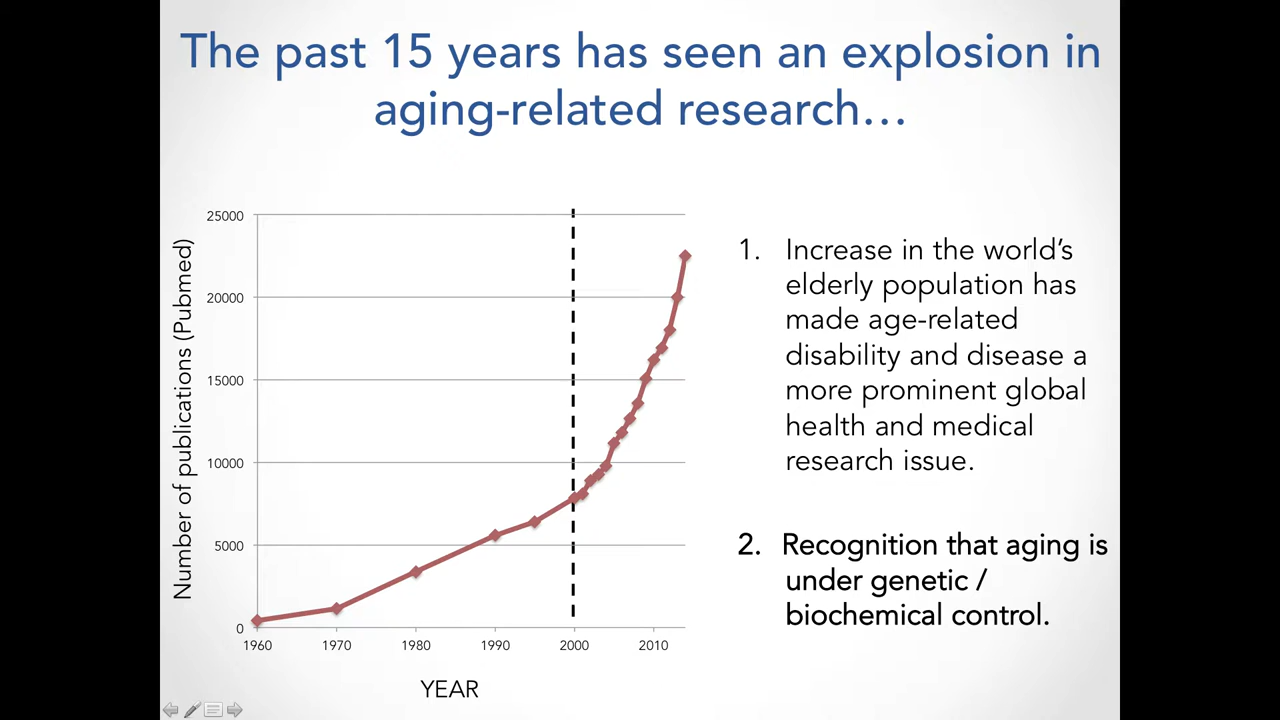 The past 15 years has seen an explosion in
aging-related research…
Number of publications (Pubmed)
25000
20000
15000
10000
5000
0
1960
1970
1980
1990
2000
2010
YEAR
1. Increase in the world’s
elderly population has
made age-related
disability and disease a
more prominent global
health and medical
research issue.
2. Recognition that aging is
under genetic /
biochemical control.